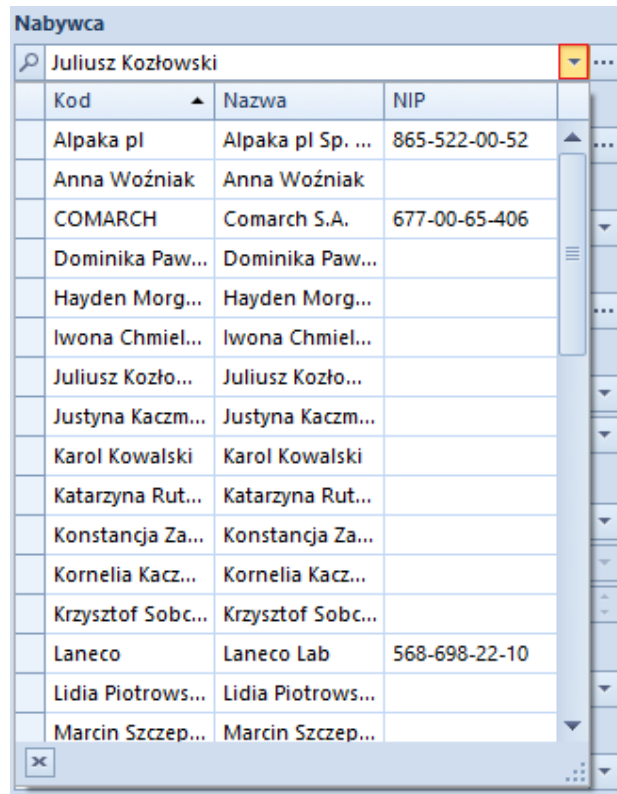 Nabywca
Juliusz Kozłowski
Kod Nazwa NIP
Alpaka pl Alpaka pl Sp. ... 865-522-00-52
Anna Woźniak Anna Woźniak
COMARCH Comarch S.A. 677-00-65-406
Dominika Paw... Dominika Paw...
Hayden Morg... Hayden Morg...
Iwona Chmiel... Iwona Chmiel...
Juliusz Kozło... Juliusz Kozło...
Justyna Kaczm... Justyna Kaczm...
Karol Kowalski Karol Kowalski
Katarzyna Rut... Katarzyna Rut...
Konstancja Za... Konstancja Za...
Kornelia Kacz... Kornelia Kacz...
Krzysztof Sobc... Krzysztof Sobc...
Laneco Laneco Lab 568-698-22-10
Lidia Piotrows... Lidia Piotrows...
Marcin Szczep... Marcin Szczep...